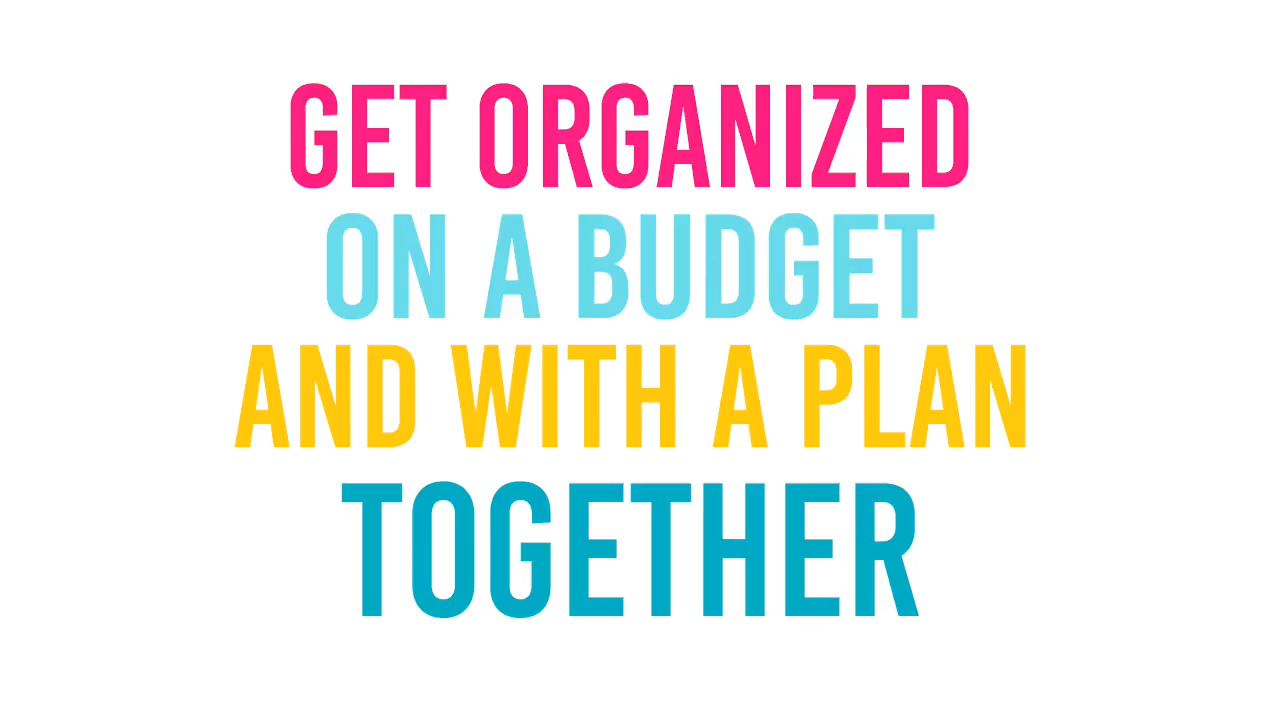 GET ORGANIZED
ON A BUDGET
AND WITH A PLAN
TOGETHER